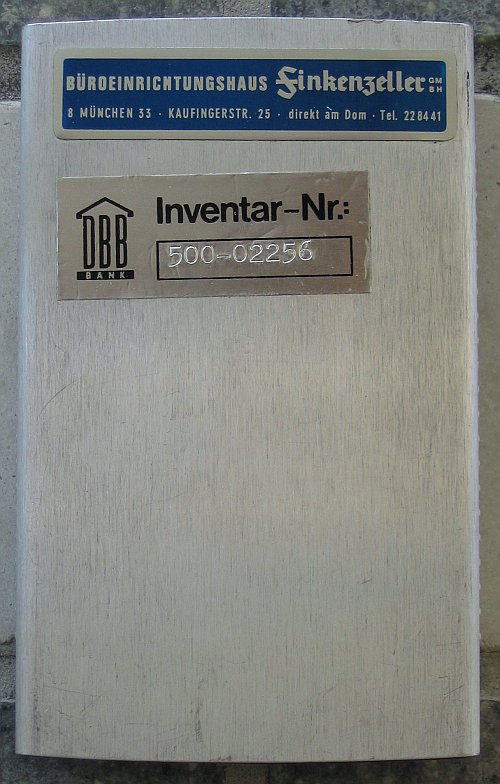 BÜROEINRICHTUNGSHAUS Finkenzeller GMBH
8 MÜNCHEN 33 · KAUFINGERSTR. 25 · direkt am Dom · Tel. 228441
DBB
BANK
Inventar-Nr.:
500-02256